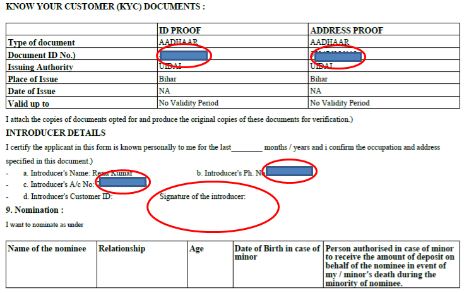 KNOW YOUR CUSTOMER (KYC) DOCUMENTS :
ID PROOF ADDRESS PROOF
Type of document AADHAAR AADHAAR
Document ID No.)
Issuing Authority UIDAI UIDAI
Place of Issue Bihar Bihar
Date of Issue NA NA
Valid up to No Validity Period No Validity Period
I attach the copies of documents opted for and produce the original copies of these documents for verification.)
INTRODUCER DETAILS
I certify the applicant in this form is known personally to me for the last________ months / years and i confirm the occupation and address
specified in this document.)
- a. Introducer's Name: Kumar b. Introducer's Ph. No
- c. Introducer's A/c No:
- d. Introducer's Customer ID: Signature of the introducer:
9. Nomination :
I want to nominate as under
Name of the nominee Relationship Age Date of Birth in case of minor Person authorised in case of minor to receive the amount of deposit on behalf of the nominee in event of my / minor's death during the minority of nominee.